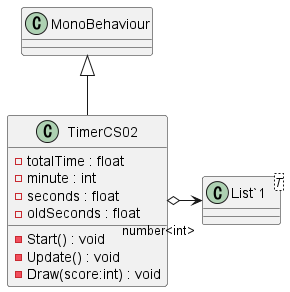 C MonoBehaviour
C TimerCS02
totalTime : float
minute : int
seconds : float
oldSeconds : float
Start() : void
Update() : void
Draw(score:int) : void
number<int>
C List`1
T